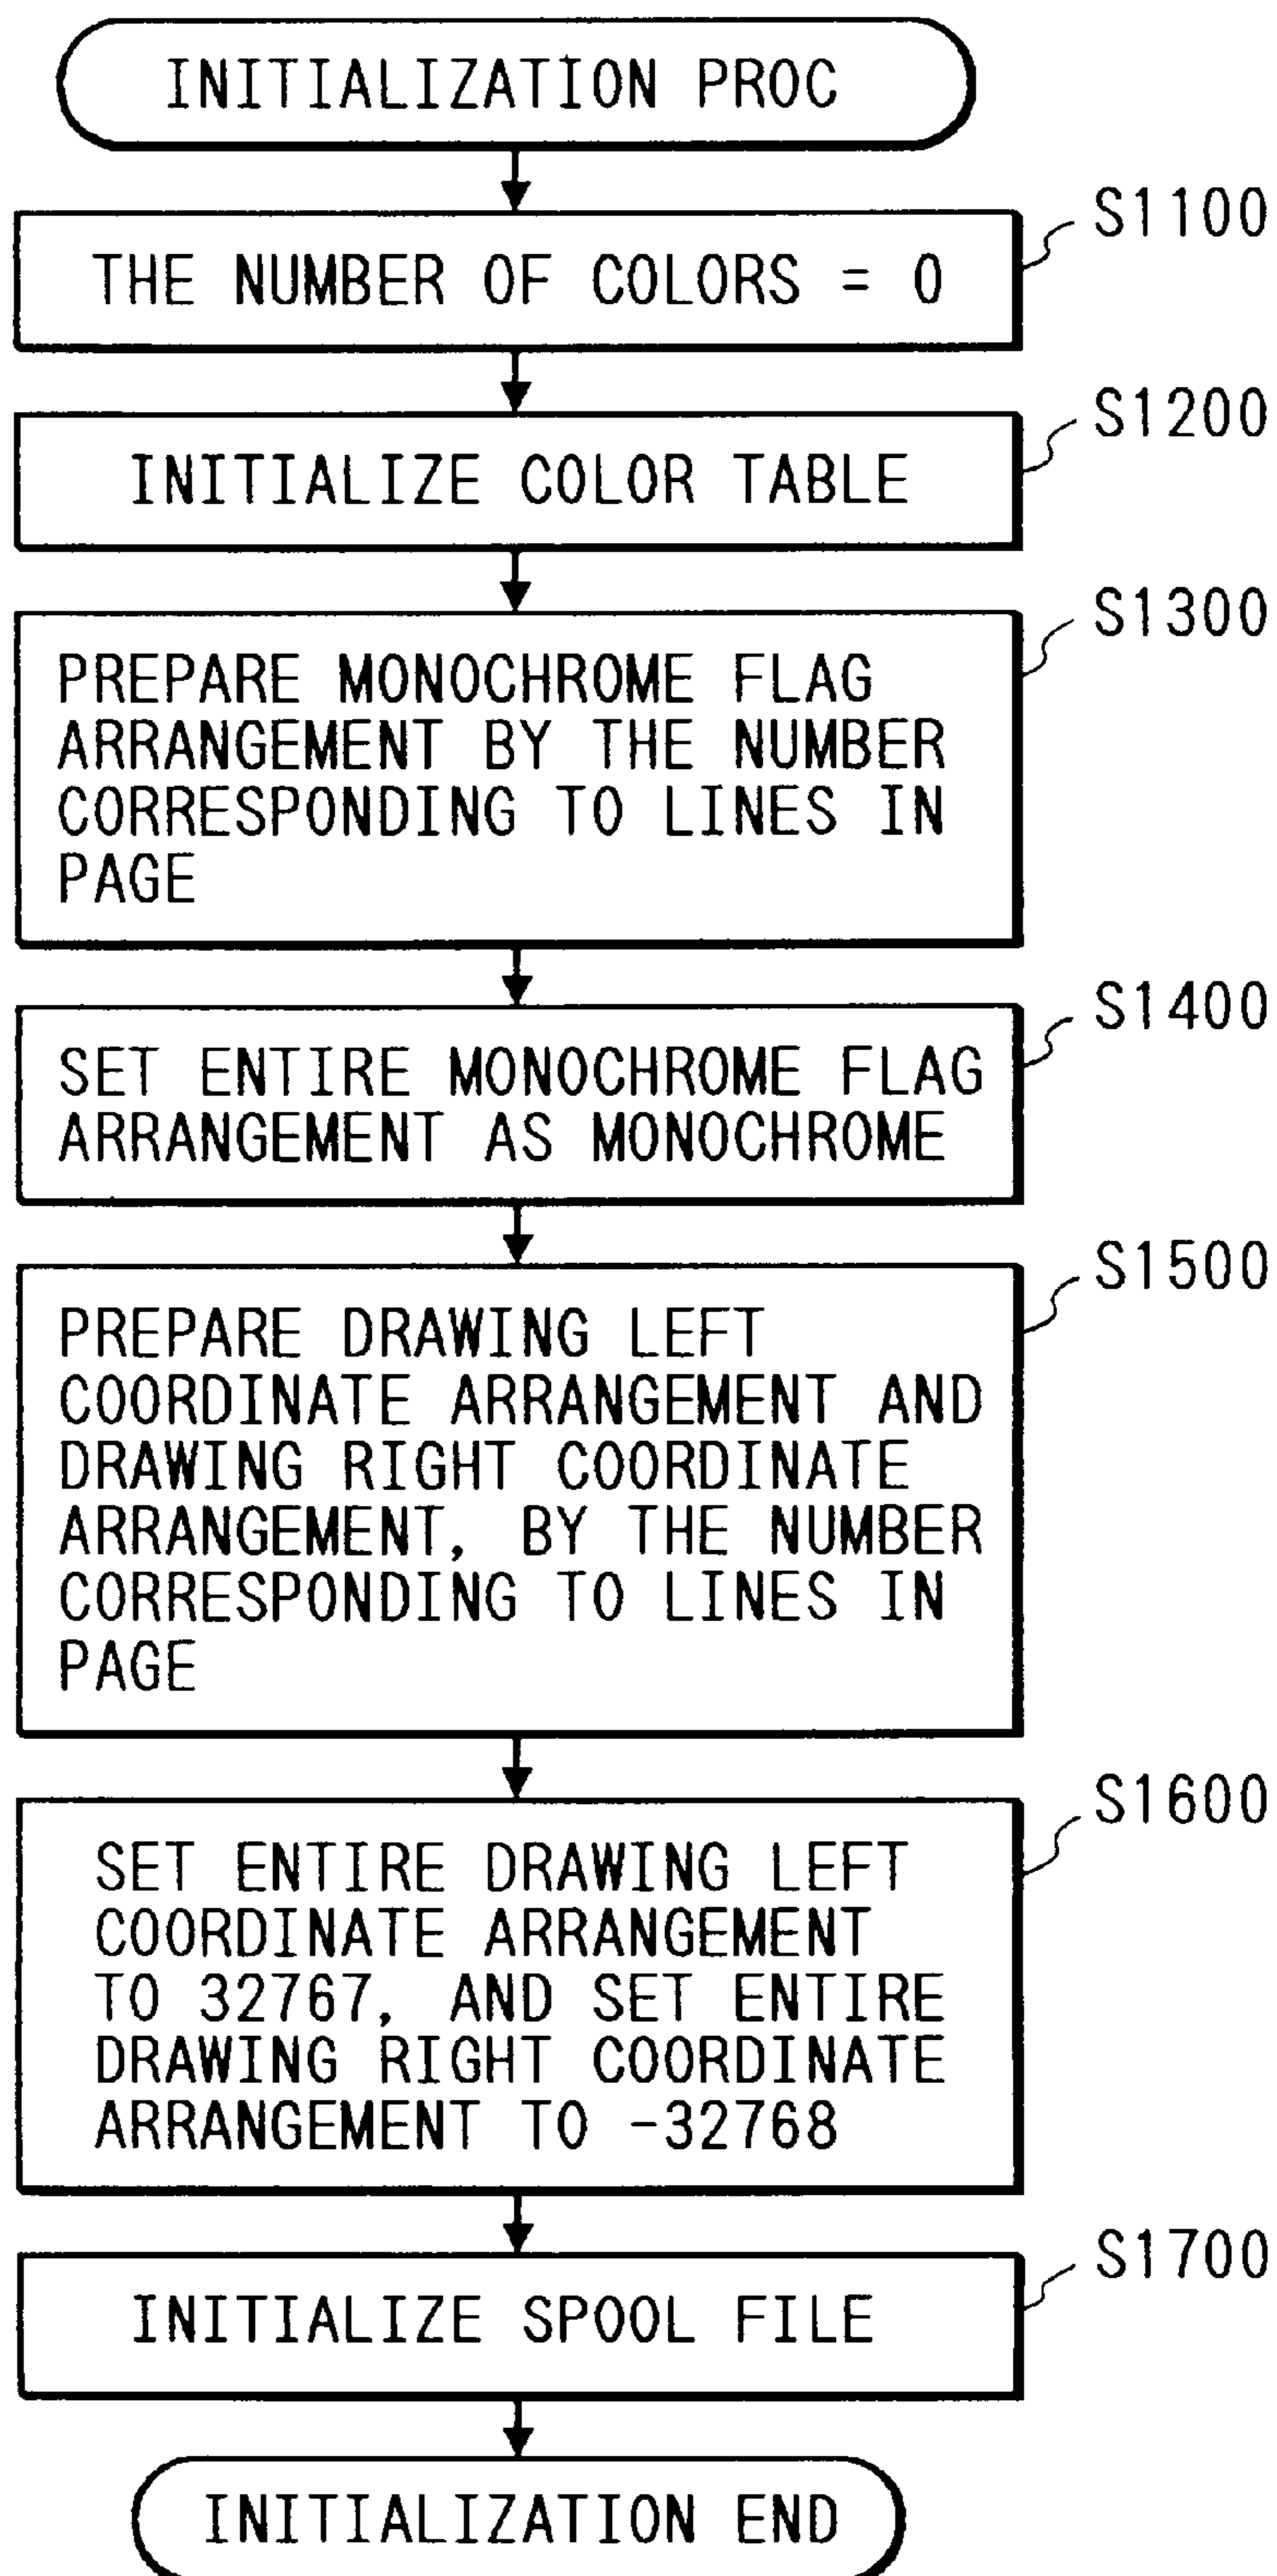 INITIALIZATION PROC
S1100
THE NUMBER OF COLORS = 0
S1200
INITIALIZE COLOR TABLE
S1300
PREPARE MONOCHROME FLAG
ARRANGEMENT BY THE NUMBER
CORRESPONDING TO LINES IN
PAGE
S1400
SET ENTIRE MONOCHROME FLAG
ARRANGEMENT AS MONOCHROME
S1500
PREPARE DRAWING LEFT
COORDINATE ARRANGEMENT AND
DRAWING RIGHT COORDINATE
ARRANGEMENT, BY THE NUMBER
CORRESPONDING TO LINES IN
PAGE
S1600
SET ENTIRE DRAWING LEFT
COORDINATE ARRANGEMENT
TO 32767, AND SET ENTIRE
DRAWING RIGHT COORDINATE
ARRANGEMENT TO -32768
S1700
INITIALIZE SPOOL FILE
INITIALIZATION END